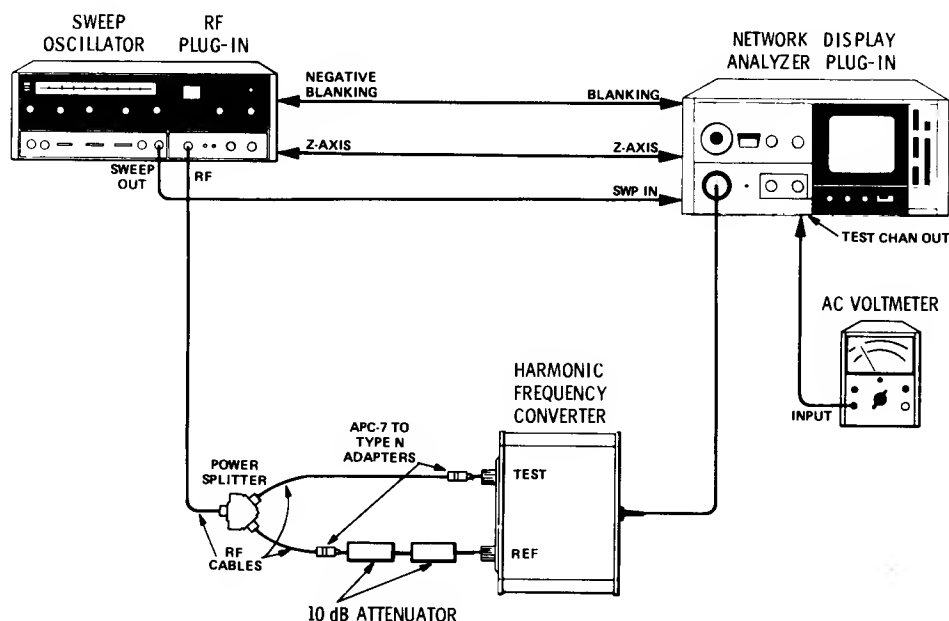 SWEEP
OSCILLATOR
RF
PLUG-IN
NETWORK
ANALYZER
DISPLAY
PLUG-IN
NEGATIVE
BLANKING
BLANKING
Z-AXIS
Z-AXIS
SWEEP
OUT
RF
SWP IN
TEST CHAN OUT
AC VOLTMETER
INPUT
HARMONIC
FREQUENCY
CONVERTER
APC-7 TO
TYPE N
ADAPTERS
POWER
SPLITTER
TEST
REF
RF
CABLES
10 dB ATTENUATOR